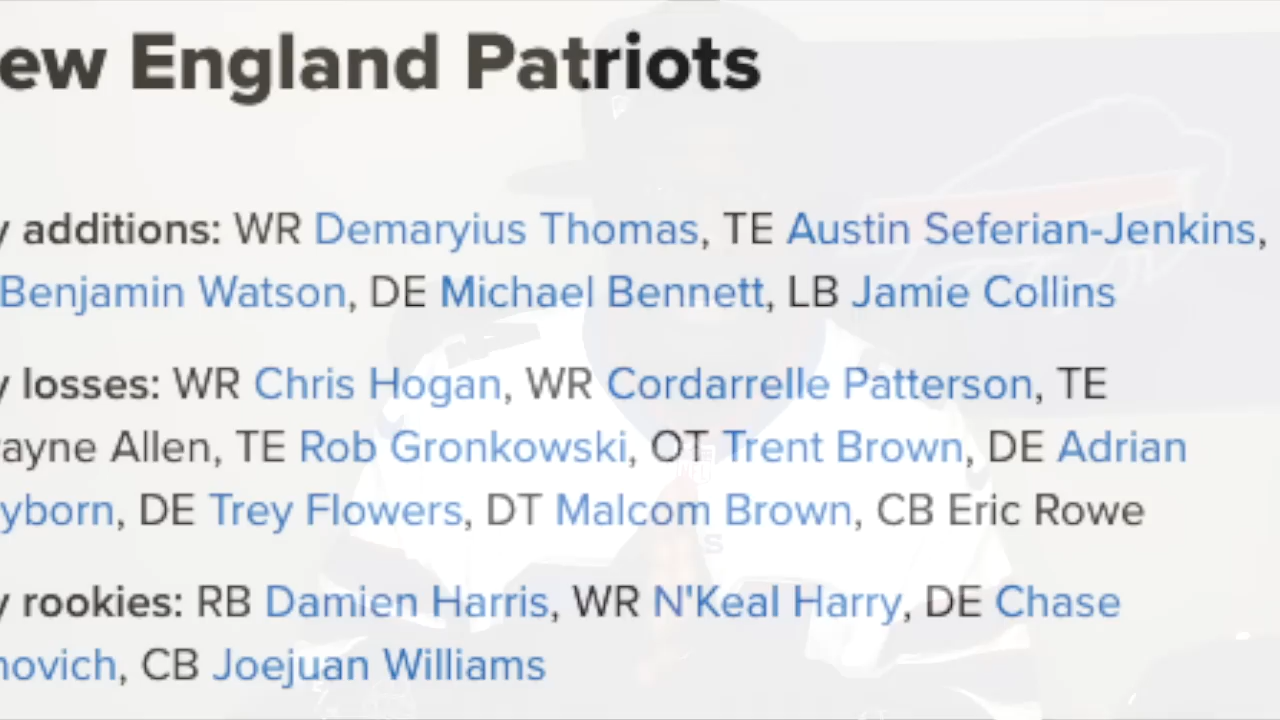 ew England Patriots
y additions: WR Demaryius Thomas, TE Austin Seferian-Jenkins,
Benjamin Watson, DE Michael Bennett, LB Jamie Collins
y losses: WR Chris Hogan, WR Cordarrelle Patterson, TE
ayne Allen, TE Rob Gronkowski, OT Trent Brown, DE Adrian
yborn, DE Trey Flowers, DT Malcom Brown, CB Eric Rowe
y rookies: RB Damien Harris, WR N'Keal Harry, DE Chase
novich, CB Joejuan Williams